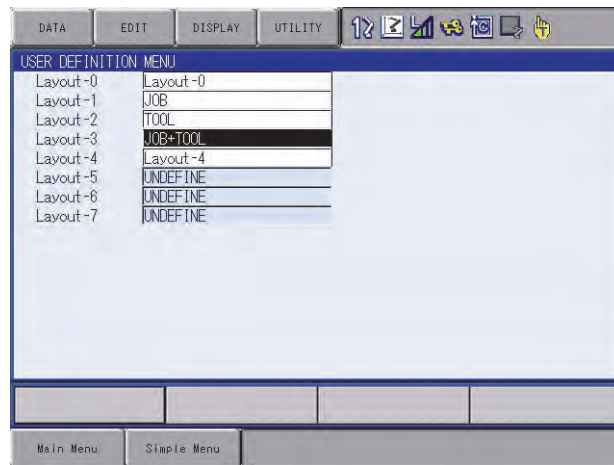 DATA EDIT DISPLAY UTILITY
USER DEFINITION MENU
Layout-0 Layout-0
Layout-1 JOB
Layout-2 TOOL
Layout-3 JOB+TOOL
Layout-4 Layout-4
Layout-5 UNDEFINE
Layout-6 UNDEFINE
Layout-7 UNDEFINE
Main Menu Simple Menu